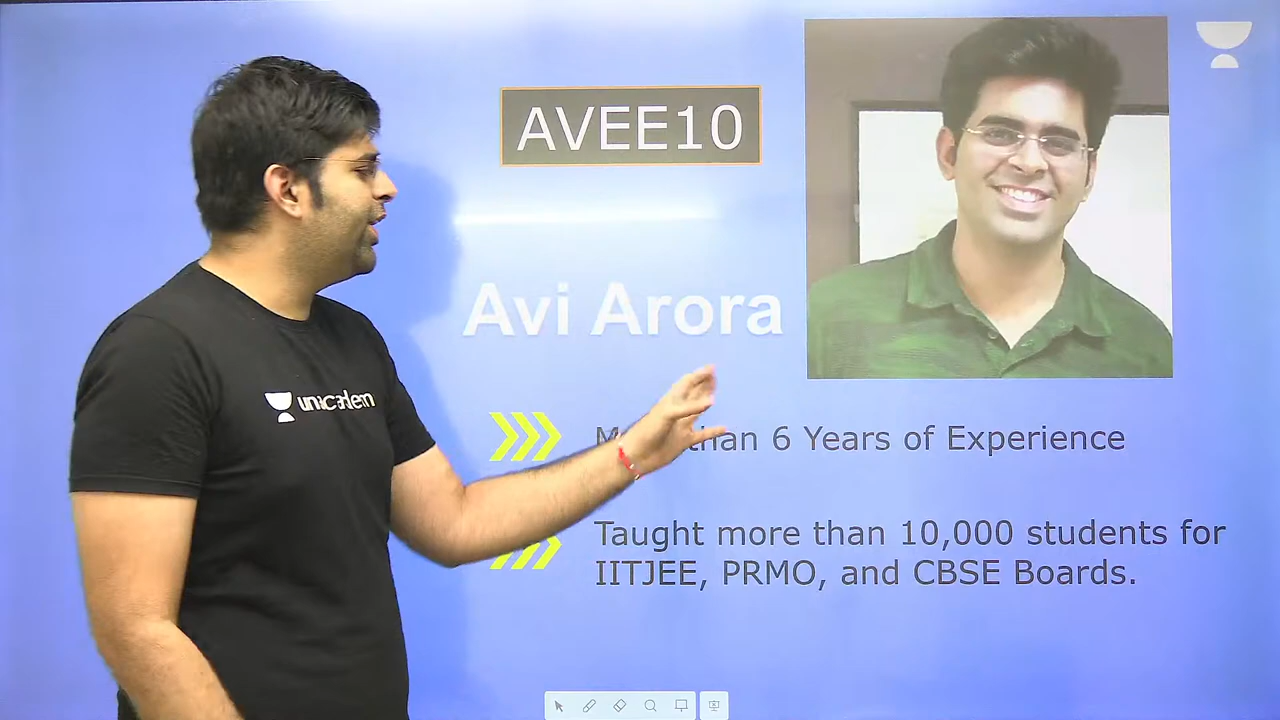 AVEE10
Avi Arora
unacadem
than 6 Years of Experience
Taught more than 10,000 students for
IITJEE, PRMO, and CBSE Boards.